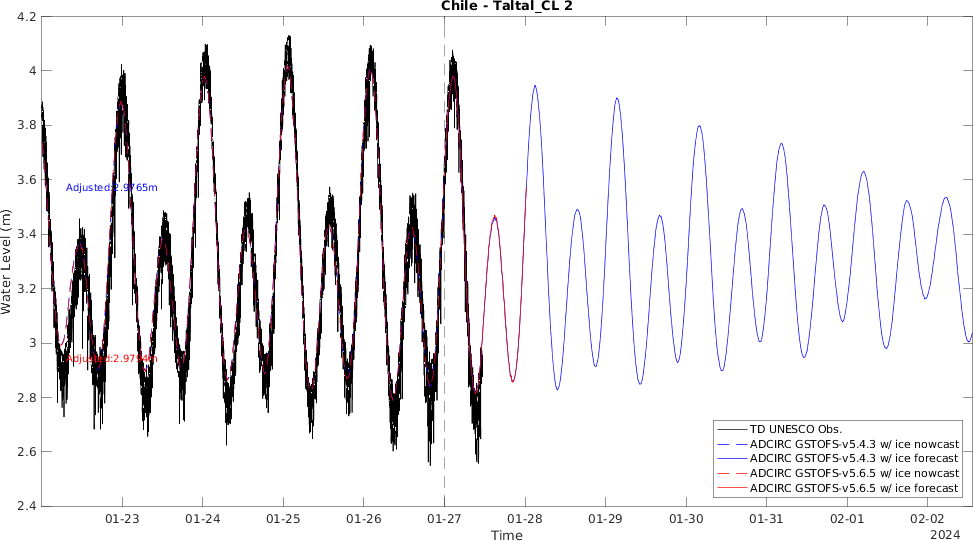 Chile - Taltal_CL 2
4.2
4
3.8
3.6
3.4
3.2
3
2.8
2.6
2.4
Water Level (m)
Adjusted:2.9765m
01-23 01-24 01-25 01-26 01-27 01-28 01-29 01-30 01-31 02-01 02-02
2024
Time
TD UNESCO Obs.
ADCIRC GSTOFS-v5.4.3 w/ ice nowcast
ADCIRC GSTOFS-v5.4.3 w/ ice forecast
ADCIRC GSTOFS-v5.6.5 w/ ice nowcast
ADCIRC GSTOFS-v5.6.5 w/ ice forecast